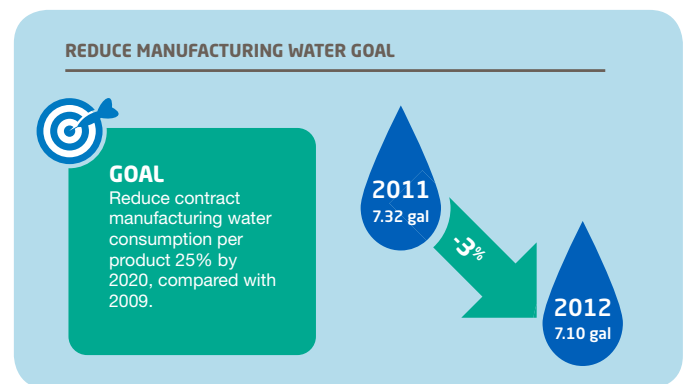 REDUCE MANUFACTURING WATER GOAL
GOAL
Reduce contract
manufacturing water
consumption per
product 25% by
2020, compared with
2009.
2011
7.32 gal
-3%
2012
7.10 gal